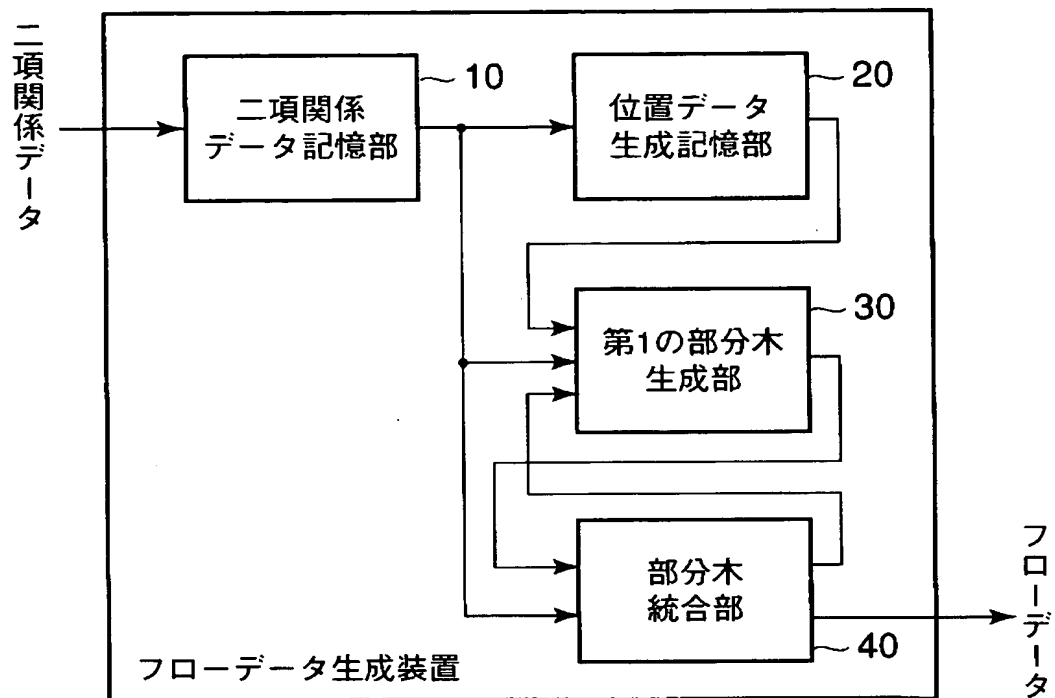 二項関係データ
二項関係
データ記憶部
10
位置データ
生成記憶部
20
第1の部分木
生成部
30
部分木
統合部
40
フローデータ生成装置
フローデータ